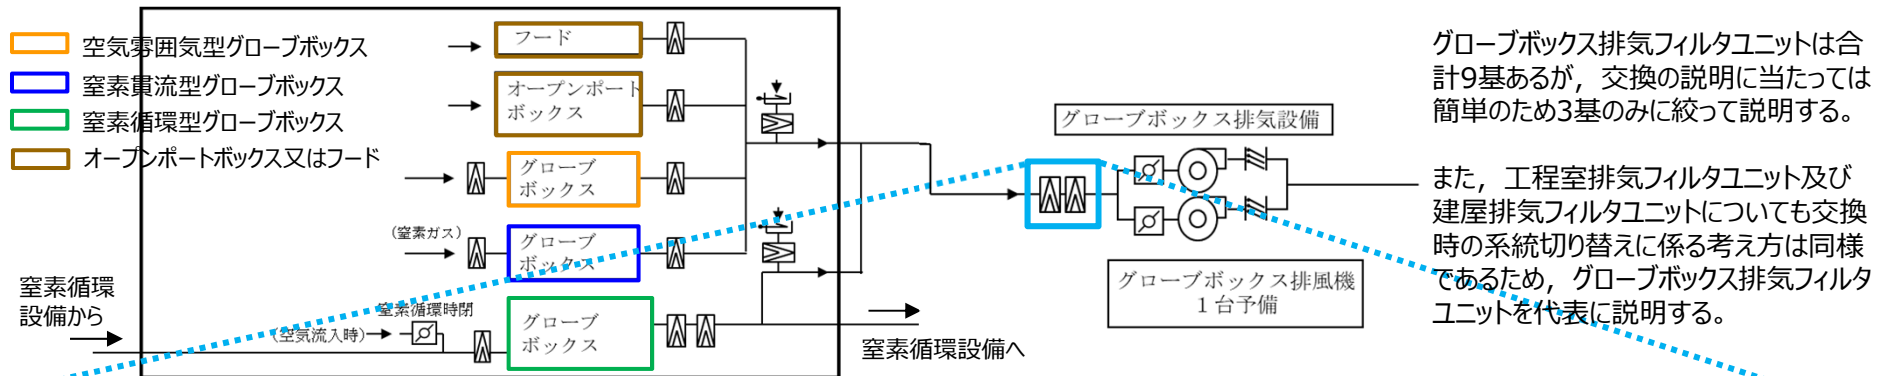 空気雰囲気型グローブボックス
窒素貫流型グローブボックス
窒素循環型グローブボックス
オープンポートボックス又はフード
フード
オープンポート
ボックス
グローブ
ボックス
(窒素ガス)
グローブ
ボックス
窒素循環
設備から
窒素循環時閉
(空気流入時)
グローブ
ボックス
窒素循環設備へ
グローブボックス排気設備
グローブボックス排風機
1台予備
グローブボックス排気フィルタユニットは合
計9基あるが，交換の説明に当たっては
簡単のため3基のみに絞って説明する。
また，工程室排気フィルタユニット及び
建屋排気フィルタユニットについても交換
時の系統切り替えに係る考え方は同様
であるため，グローブボックス排気フィルタ
ユニットを代表に説明する。